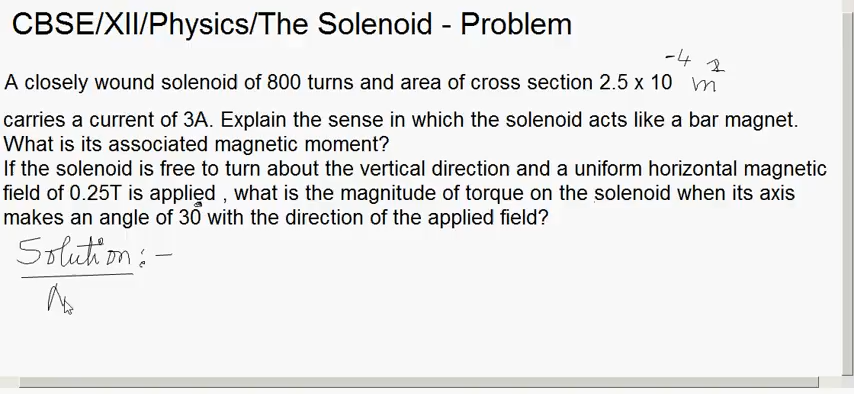 CBSE/XII/Physics/The Solenoid - Problem
A closely wound solenoid of 800 turns and area of cross section 2.5 x 10⁻⁴ m²
carries a current of 3A. Explain the sense in which the solenoid acts like a bar magnet.
What is its associated magnetic moment?
If the solenoid is free to turn about the vertical direction and a uniform horizontal magnetic
field of 0.25T is applied , what is the magnitude of torque on the solenoid when its axis
makes an angle of 30 with the direction of the applied field?
Solution :-